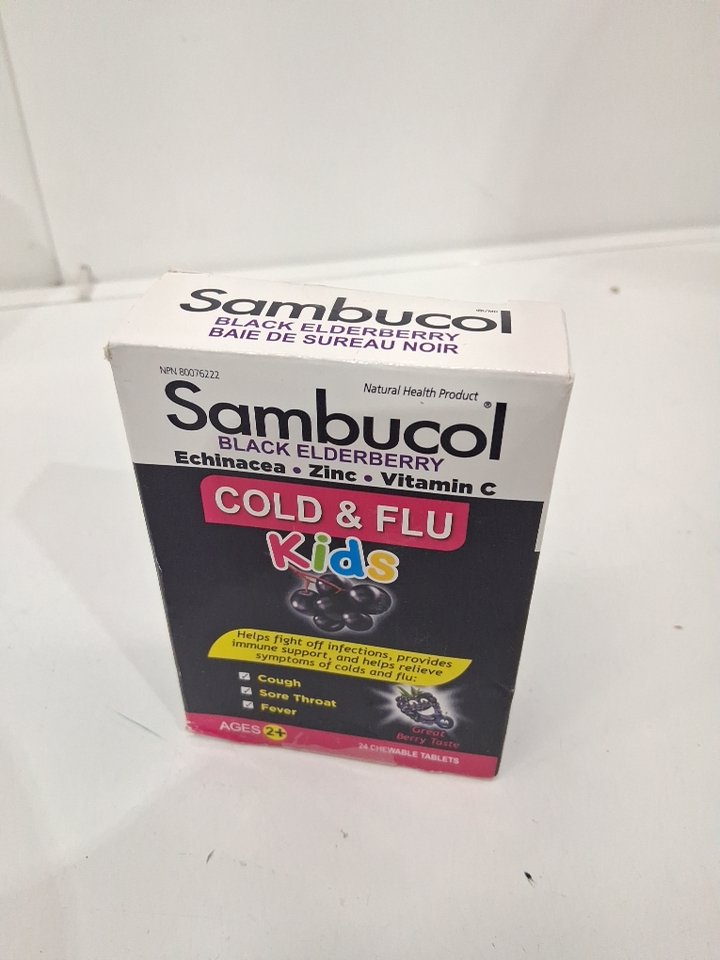 Sambucol
BLACK ELDERBERRY
BAIE DE SUREAU NOIR
NPN 80076222
Natural Health Product
Sambucol®
BLACK ELDERBERRY
Echinacea • Zinc • Vitamin C
COLD & FLU
Kids
Helps fight off infections, provides
immune support, and helps relieve
symptoms of colds and flu:
Cough
Sore Throat
Fever
Great
Berry Taste
AGES 2+
24 CHEWABLE TABLETS